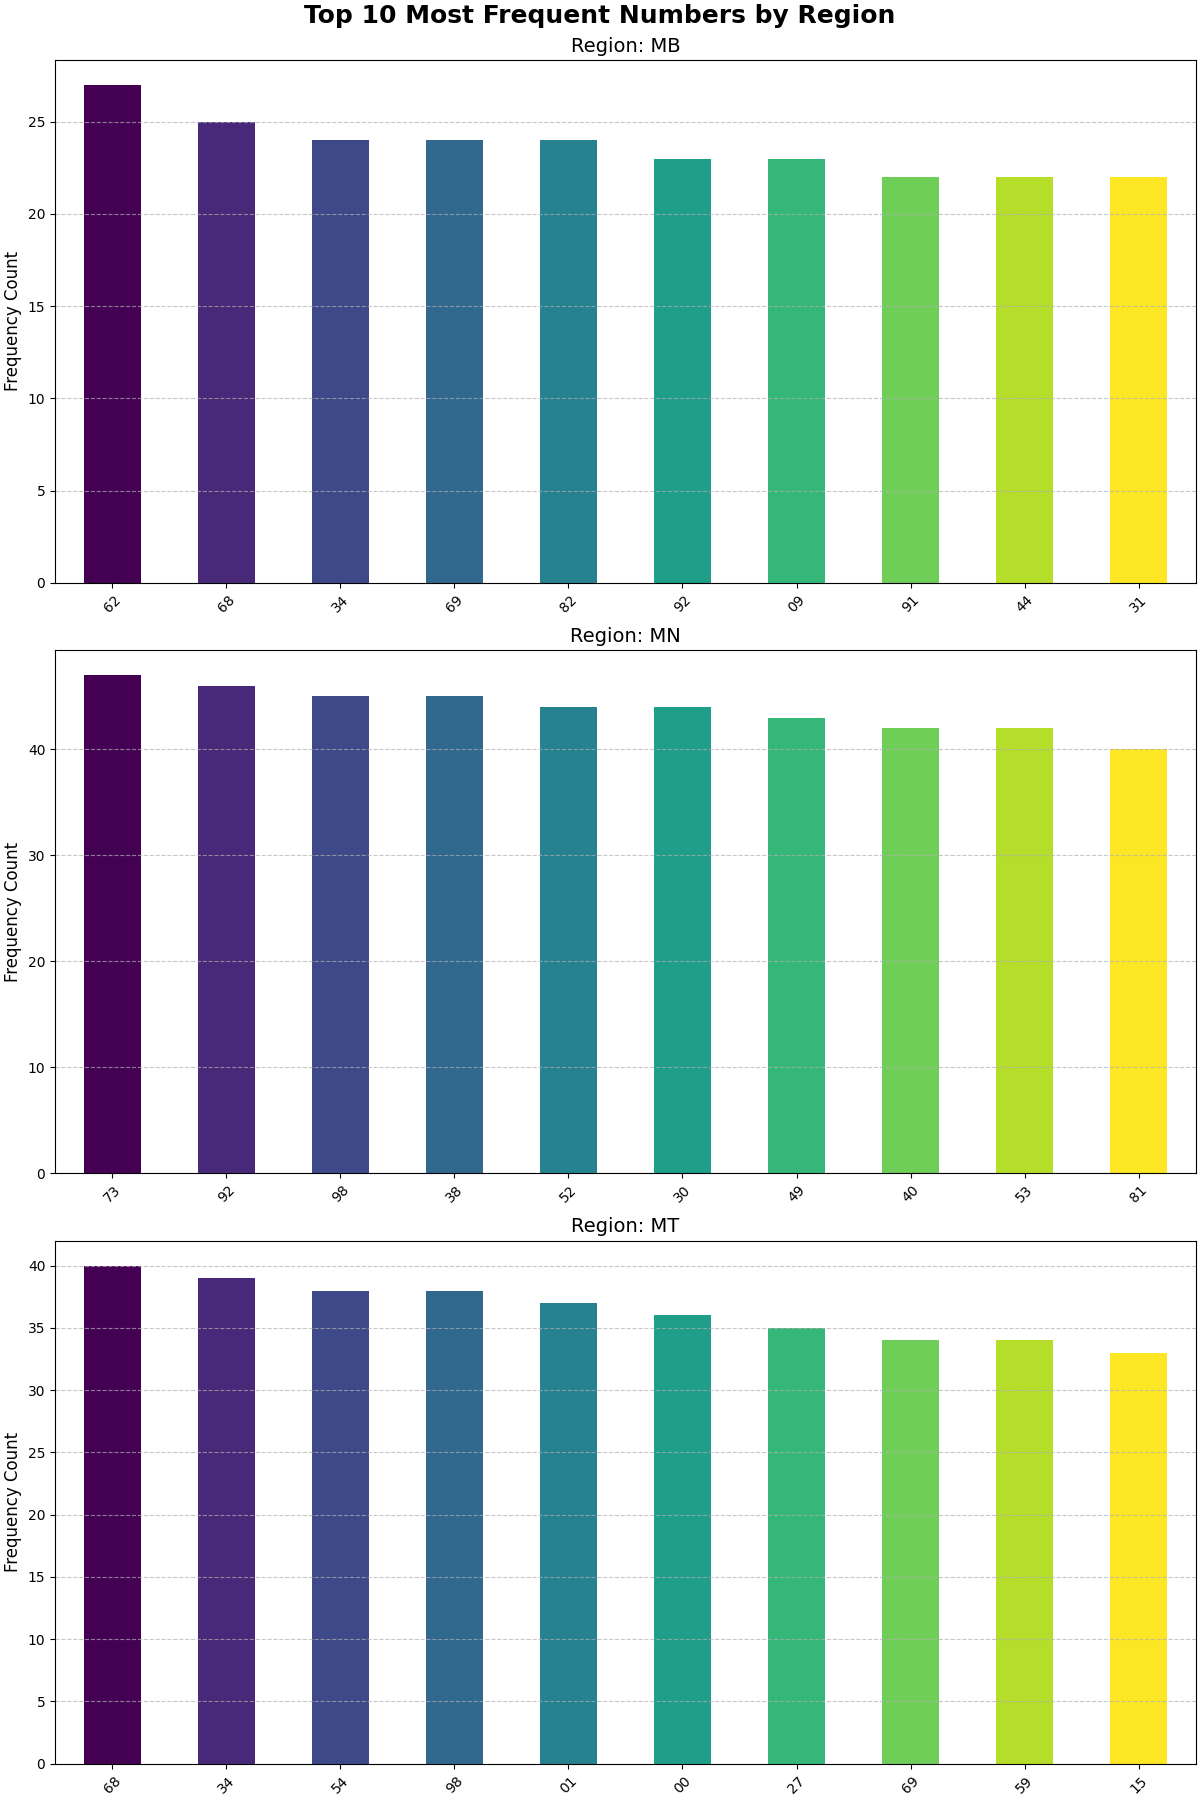 Top 10 Most Frequent Numbers by Region
Region: MB
Frequency Count
25
20
15
10
5
0
62 68 34 69 82 92 09 91 44 31
Region: MN
Frequency Count
40
30
20
10
0
73 92 98 38 52 30 49 40 53 81
Region: MT
Frequency Count
40
35
30
25
20
15
10
5
0
68 34 54 98 01 00 27 69 59 15